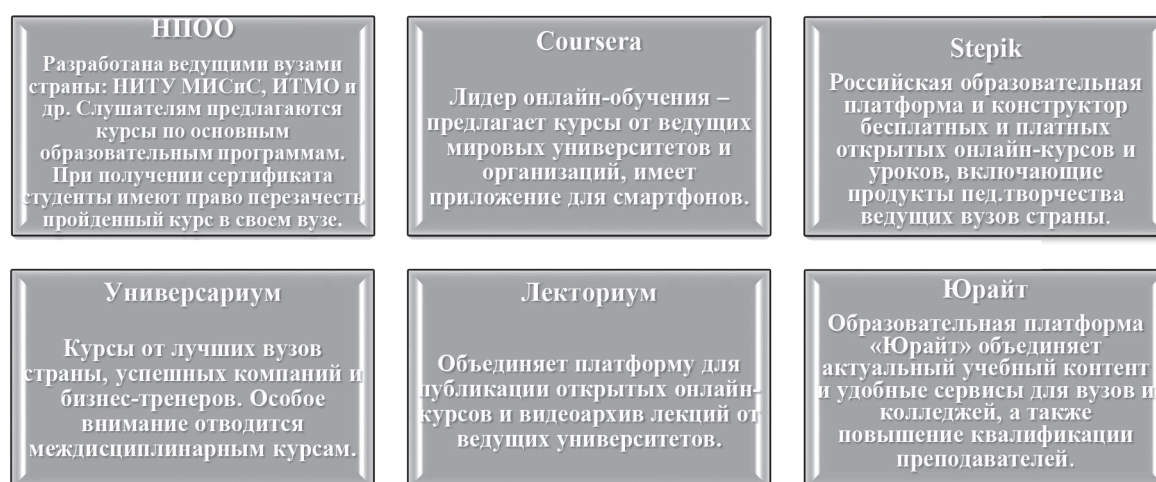 НПОО
Разработана ведущими вузами
страны: НИТУ МИСиС, ИТМО и
др. Слушателям предлагаются
курсы по основным
образовательным программам.
При получении сертификата
студенты имеют право перезачесть
пройденный курс в своем вузе.
Coursera
Лидер онлайн-обучения –
предлагает курсы от ведущих
мировых университетов и
организаций, имеет
приложение для смартфонов.
Stepik
Российская образовательная
платформа и конструктор
бесплатных и платных
открытых онлайн-курсов и
уроков, включающие
продукты пед.творчества
ведущих вузов страны.
Универсариум
Курсы от лучших вузов
страны, успешных компаний и
бизнес-тренеров. Особое
внимание отводится
междисциплинарным курсам.
Лекториум
Объединяет платформу для
публикации открытых онлайн-
курсов и видеоархив лекций от
ведущих университетов.
Юрайт
Образовательная платформа
«Юрайт» объединяет
актуальный учебный контент
и удобные сервисы для вузов и
колледжей, а также
повышение квалификации
преподавателей.